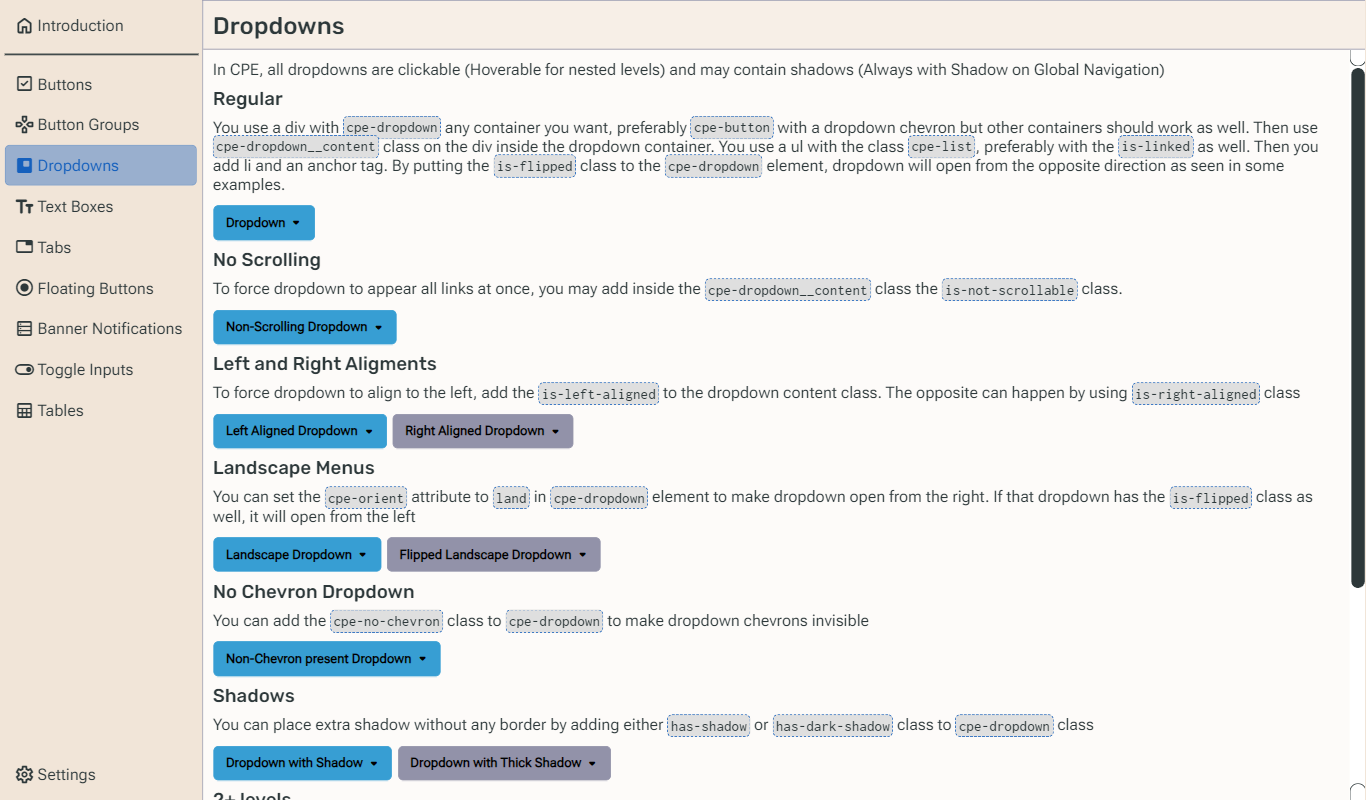 Introduction
Buttons
Button Groups
Dropdowns
Text Boxes
Tabs
Floating Buttons
Banner Notifications
Toggle Inputs
Tables
Settings
Dropdowns
In CPE, all dropdowns are clickable (Hoverable for nested levels) and may contain shadows (Always with Shadow on Global Navigation)
Regular
You use a div with cpe-dropdown any container you want, preferably cpe-button with a dropdown chevron but other containers should work as well. Then use
cpe-dropdown__content class on the div inside the dropdown container. You use a ul with the class cpe-list, preferably with the is-linked as well. Then you
add li and an anchor tag. By putting the is-flipped class to the cpe-dropdown element, dropdown will open from the opposite direction as seen in some
examples.
Dropdown
No Scrolling
To force dropdown to appear all links at once, you may add inside the cpe-dropdown__content class the is-not-scrollable class.
Non-Scrolling Dropdown
Left and Right Aligments
To force dropdown to align to the left, add the is-left-aligned to the dropdown content class. The opposite can happen by using is-right-aligned class
Left Aligned Dropdown Right Aligned Dropdown
Landscape Menus
You can set the cpe-orient attribute to land in cpe-dropdown element to make dropdown open from the right. If that dropdown has the is-flipped class as
well, it will open from the left
Landscape Dropdown Flipped Landscape Dropdown
No Chevron Dropdown
You can add the cpe-no-chevron class to cpe-dropdown to make dropdown chevrons invisible
Non-Chevron present Dropdown
Shadows
You can place extra shadow without any border by adding either has-shadow or has-dark-shadow class to cpe-dropdown class
Dropdown with Shadow Dropdown with Thick Shadow
2+ levels